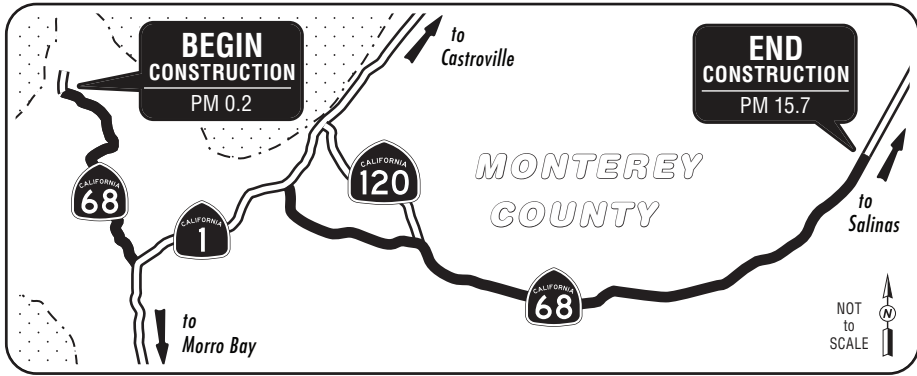 BEGIN
CONSTRUCTION
PM 0.2
to
Castroville
END
CONSTRUCTION
PM 15.7
CALIFORNIA
68
CALIFORNIA
1
CALIFORNIA
120
MONTEREY
COUNTY
to
Salinas
CALIFORNIA
68
to
Morro Bay
NOT
to
SCALE
N